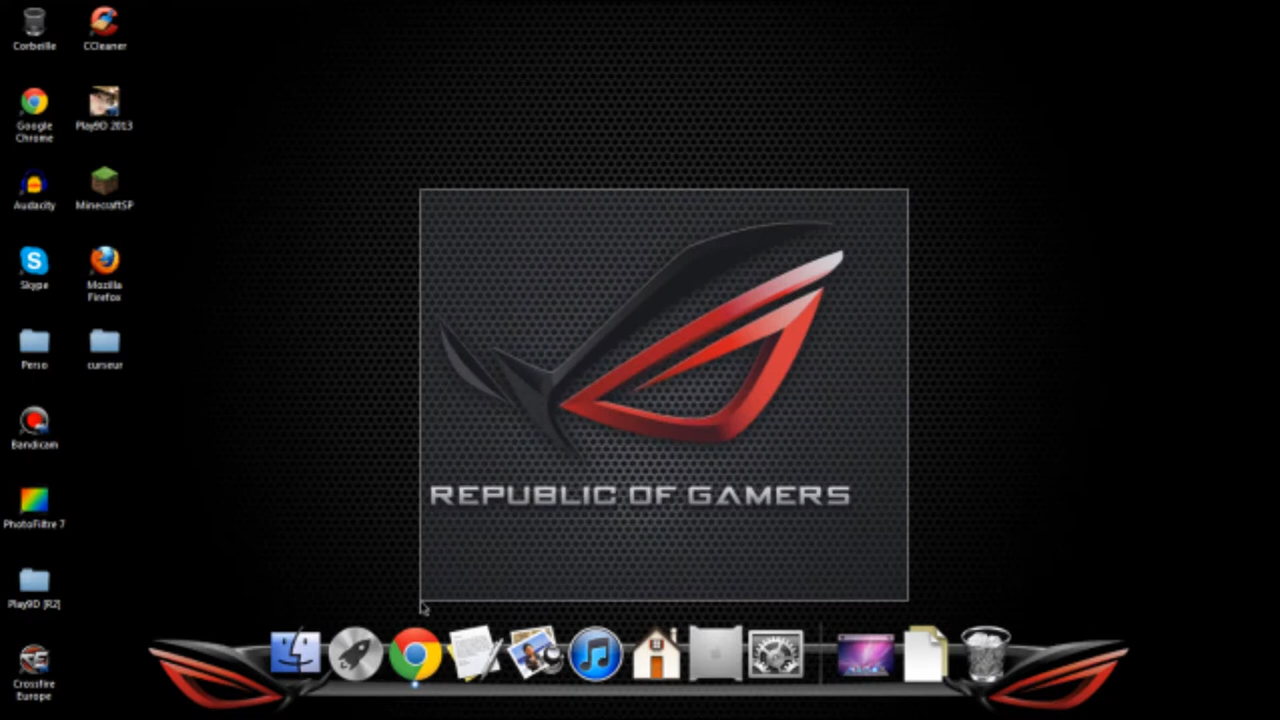 Corbeille
CCleaner
Google
Chrome
Play9D 2013
Audacity
MinecraftSP
Skype
Mozilla
Firefox
Perso
curseur
Bandicam
PhotoFiltre 7
Play9D [R2]
Crossfire
Europe
REPUBLIC OF GAMERS